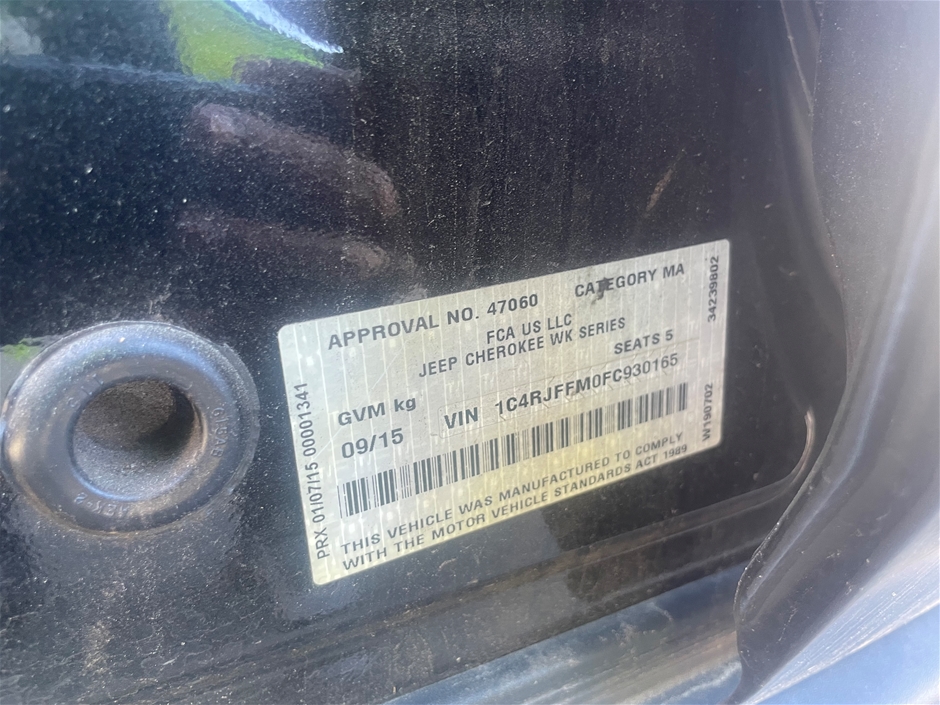 APPROVAL NO. 47060 CATEGORY MA
FCA US LLC
JEEP CHEROKEE WK SERIES
SEATS 5
GVM kg
09/15 VIN 1C4RJFFM0FC930165
THIS VEHICLE WAS MANUFACTURED TO COMPLY
WITH THE MOTOR VEHICLE STANDARDS ACT 1989
PRX 01/07/15 00001341
34239802
W190702